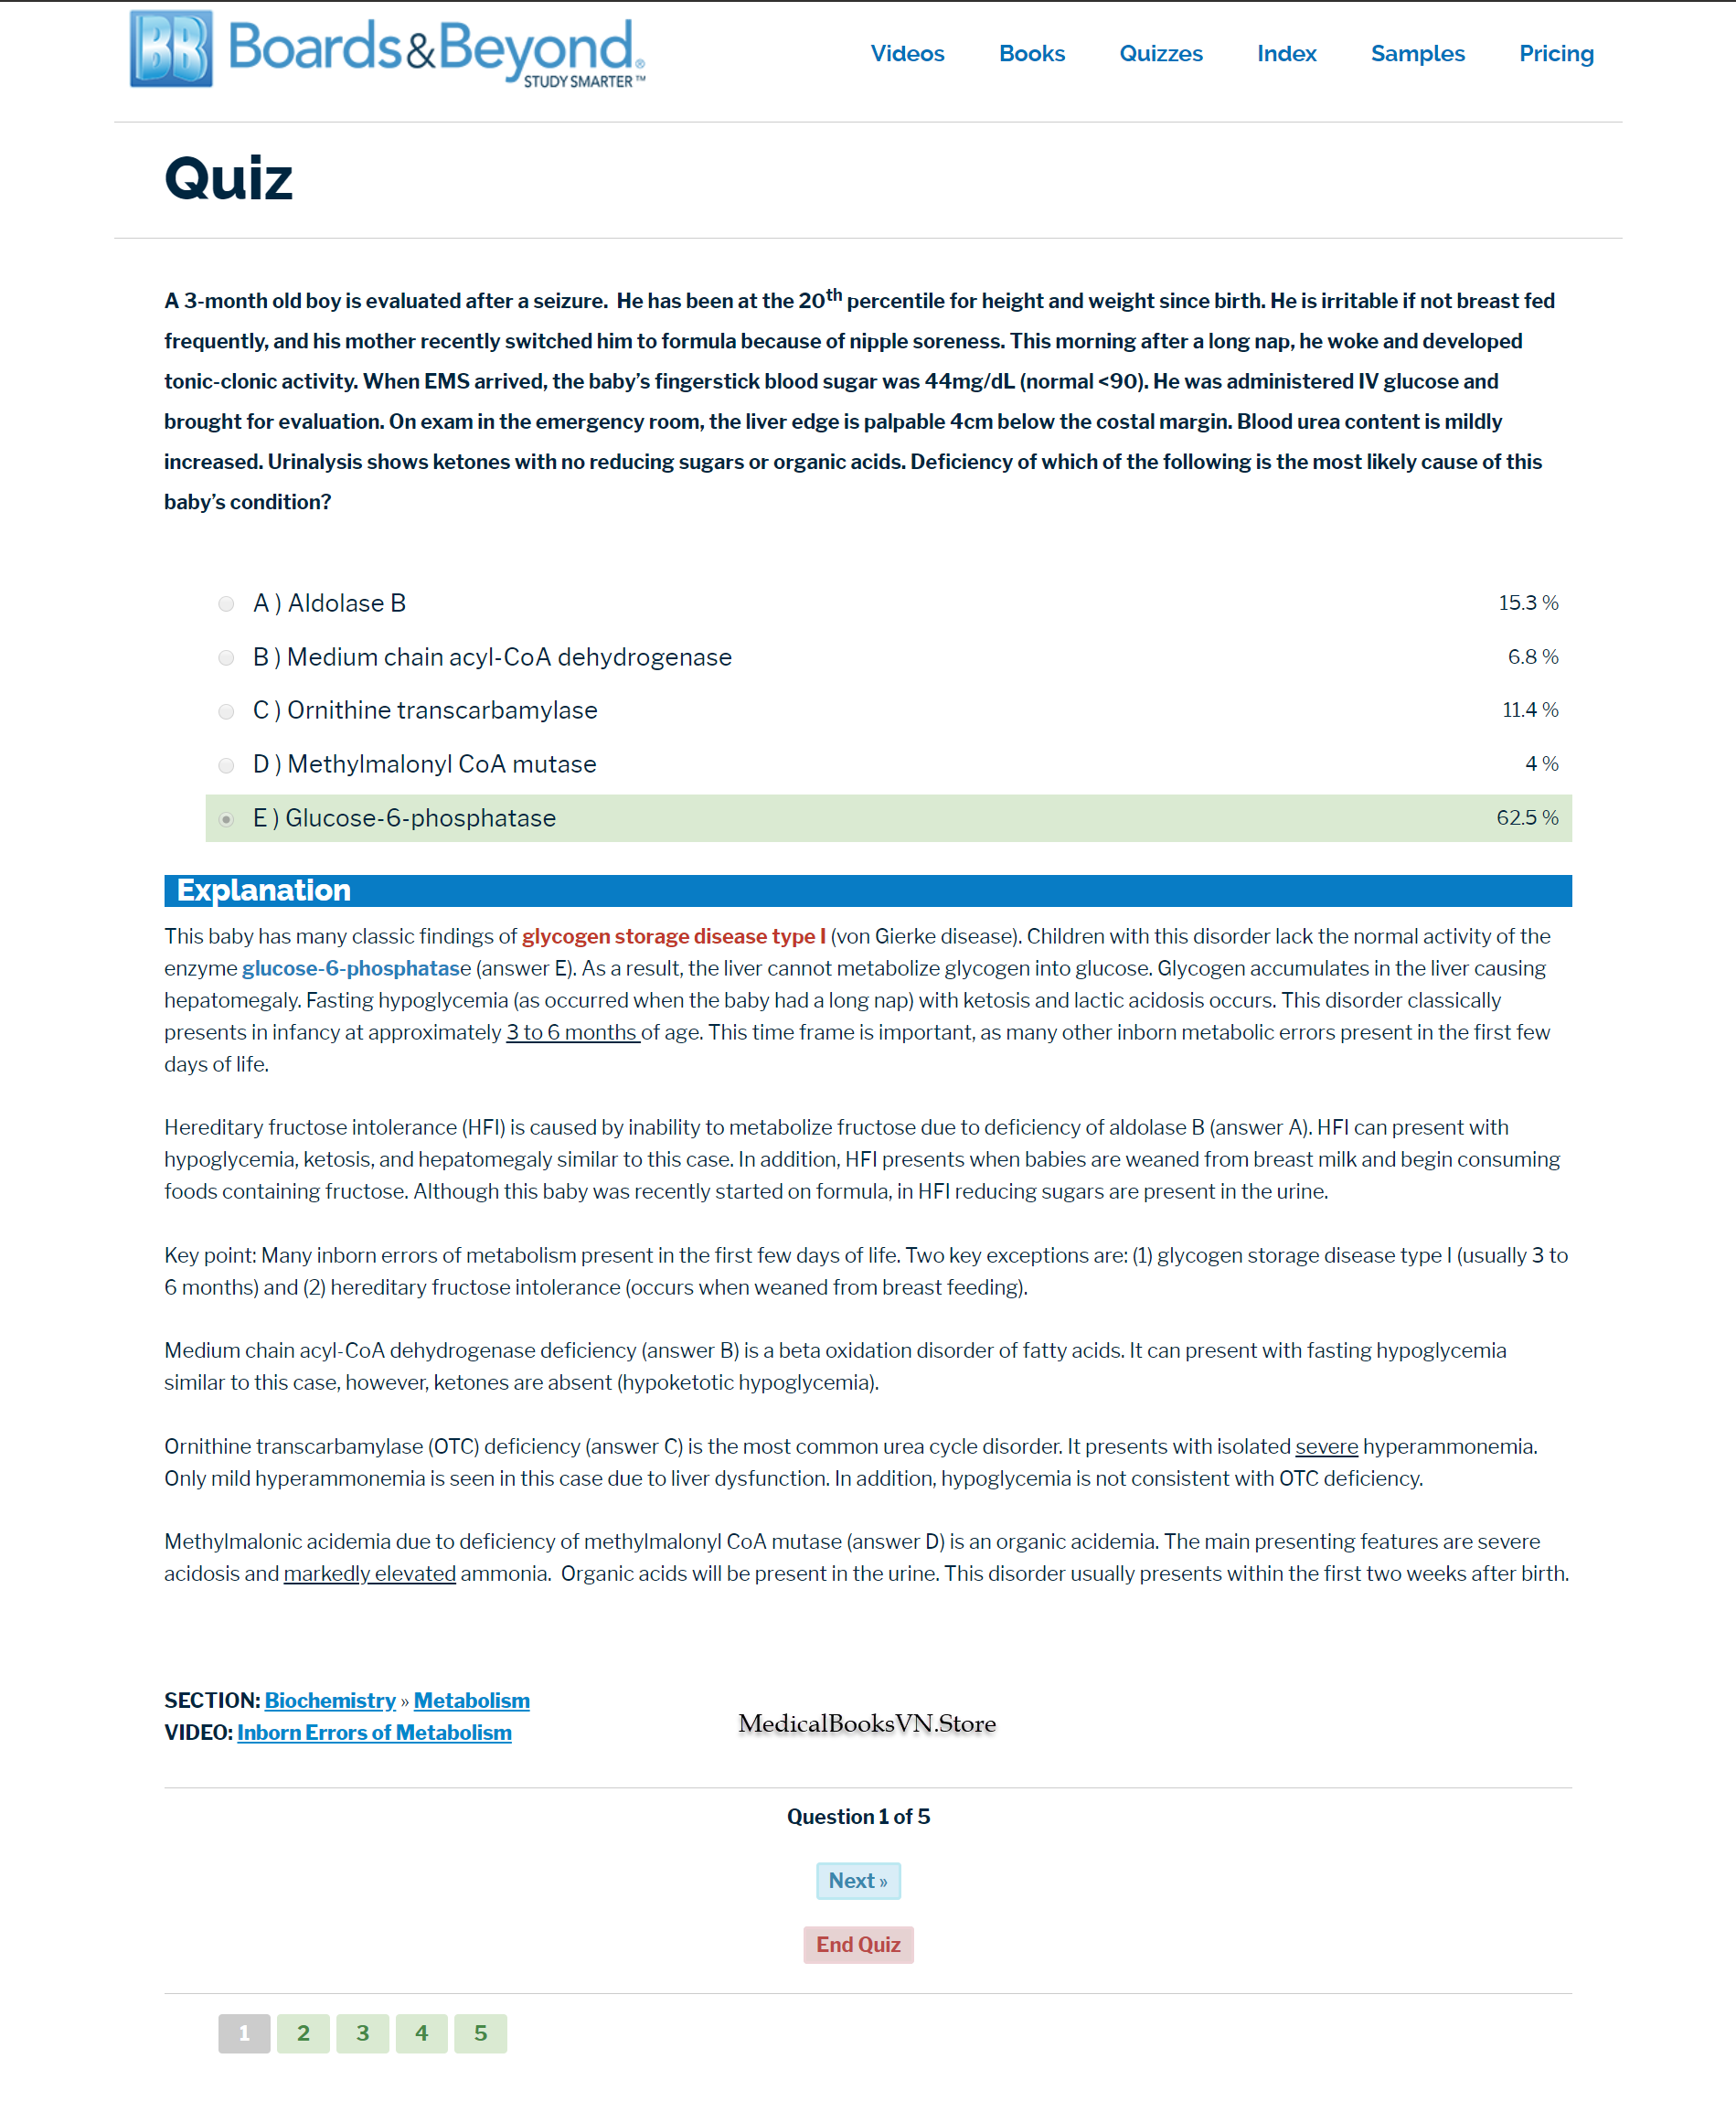 BB Boards&Beyond®
STUDY SMARTER™
Videos Books Quizzes Index Samples Pricing
Quiz
A 3-month old boy is evaluated after a seizure.  He has been at the 20th percentile for height and weight since birth. He is irritable if not breast fed
frequently, and his mother recently switched him to formula because of nipple soreness. This morning after a long nap, he woke and developed
tonic-clonic activity. When EMS arrived, the baby's fingerstick blood sugar was 44mg/dL (normal <90). He was administered IV glucose and
brought for evaluation. On exam in the emergency room, the liver edge is palpable 4cm below the costal margin. Blood urea content is mildly
increased. Urinalysis shows ketones with no reducing sugars or organic acids. Deficiency of which of the following is the most likely cause of this
baby's condition?
A ) Aldolase B 15.3 %
B ) Medium chain acyl-CoA dehydrogenase 6.8 %
C ) Ornithine transcarbamylase 11.4 %
D ) Methylmalonyl CoA mutase 4 %
E ) Glucose-6-phosphatase 62.5 %
Explanation
This baby has many classic findings of glycogen storage disease type I (von Gierke disease). Children with this disorder lack the normal activity of the
enzyme glucose-6-phosphatase (answer E). As a result, the liver cannot metabolize glycogen into glucose. Glycogen accumulates in the liver causing
hepatomegaly. Fasting hypoglycemia (as occurred when the baby had a long nap) with ketosis and lactic acidosis occurs. This disorder classically
presents in infancy at approximately 3 to 6 months of age. This time frame is important, as many other inborn metabolic errors present in the first few
days of life.
Hereditary fructose intolerance (HFI) is caused by inability to metabolize fructose due to deficiency of aldolase B (answer A). HFI can present with
hypoglycemia, ketosis, and hepatomegaly similar to this case. In addition, HFI presents when babies are weaned from breast milk and begin consuming
foods containing fructose. Although this baby was recently started on formula, in HFI reducing sugars are present in the urine.
Key point: Many inborn errors of metabolism present in the first few days of life. Two key exceptions are: (1) glycogen storage disease type I (usually 3 to
6 months) and (2) hereditary fructose intolerance (occurs when weaned from breast feeding).
Medium chain acyl-CoA dehydrogenase deficiency (answer B) is a beta oxidation disorder of fatty acids. It can present with fasting hypoglycemia
similar to this case, however, ketones are absent (hypoketotic hypoglycemia).
Ornithine transcarbamylase (OTC) deficiency (answer C) is the most common urea cycle disorder. It presents with isolated severe hyperammonemia.
Only mild hyperammonemia is seen in this case due to liver dysfunction. In addition, hypoglycemia is not consistent with OTC deficiency.
Methylmalonic acidemia due to deficiency of methylmalonyl CoA mutase (answer D) is an organic acidemia. The main presenting features are severe
acidosis and markedly elevated ammonia.  Organic acids will be present in the urine. This disorder usually presents within the first two weeks after birth.
SECTION: Biochemistry » Metabolism
VIDEO: Inborn Errors of Metabolism
MedicalBooksVN.Store
Question 1 of 5
Next »
End Quiz
1 2 3 4 5